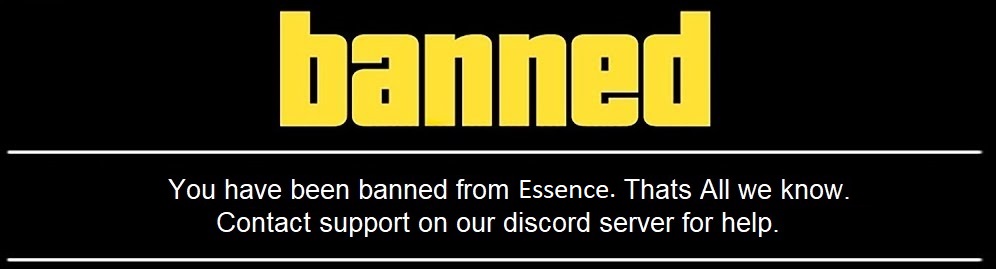 banned
You have been banned from Essence. Thats All we know.
Contact support on our discord server for help.